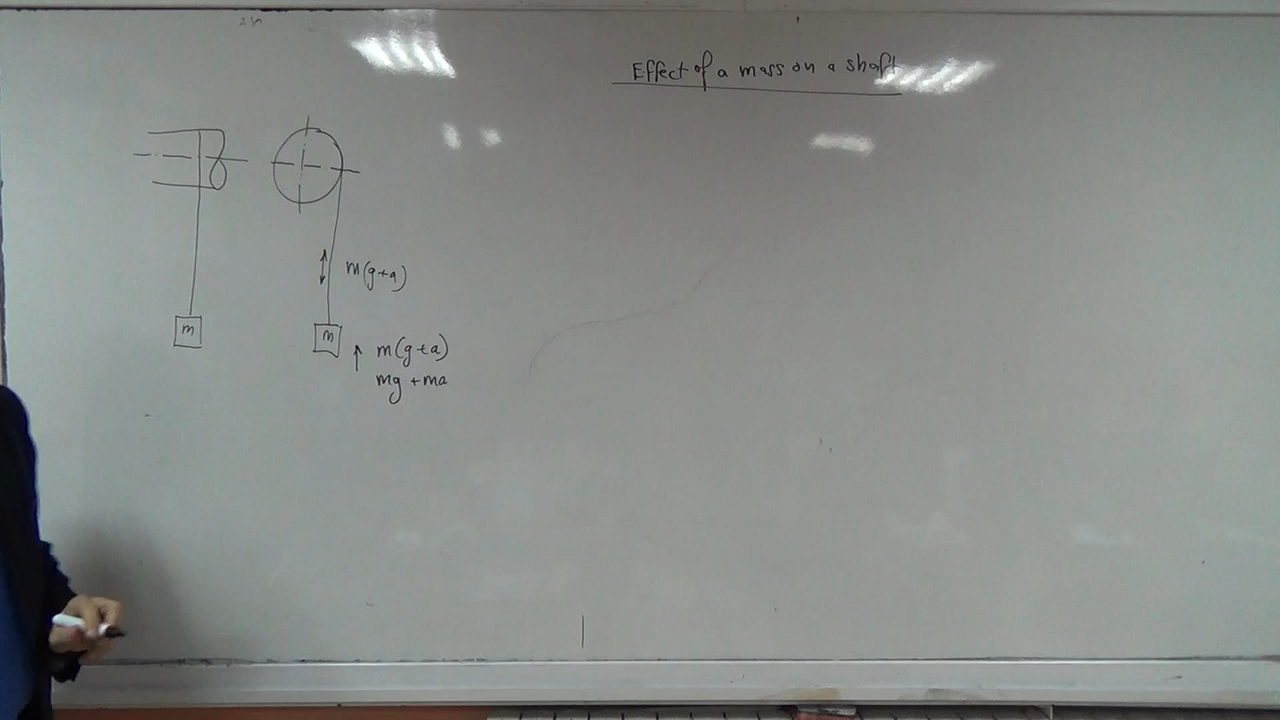 Effect of a mass on a shaft
m(g+a)
m
m
m(g+a)
mg +ma